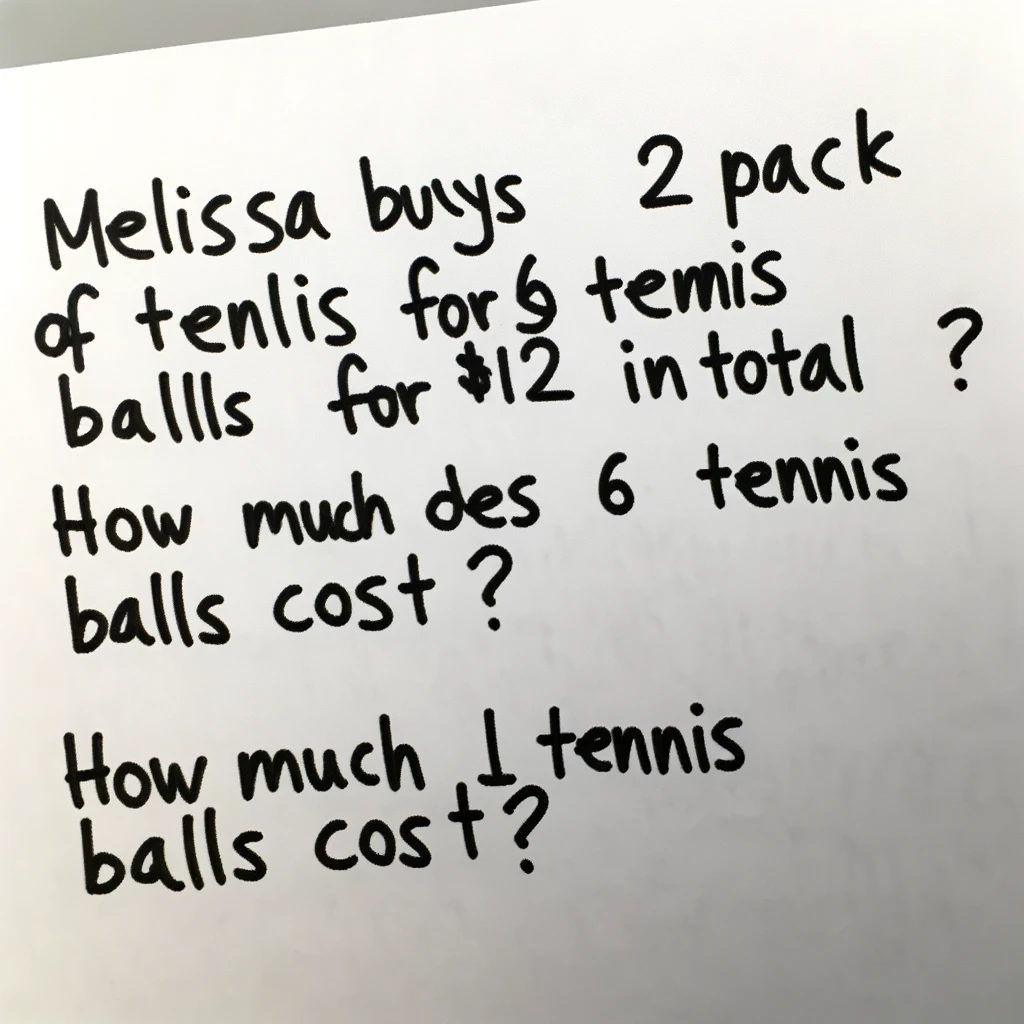 Melissa buys 2 pack
of tenlis for 6 temis
ballls for $12 in total ?
How much des 6 tennis
balls cost ?
How much 1 tennis
balls cost?